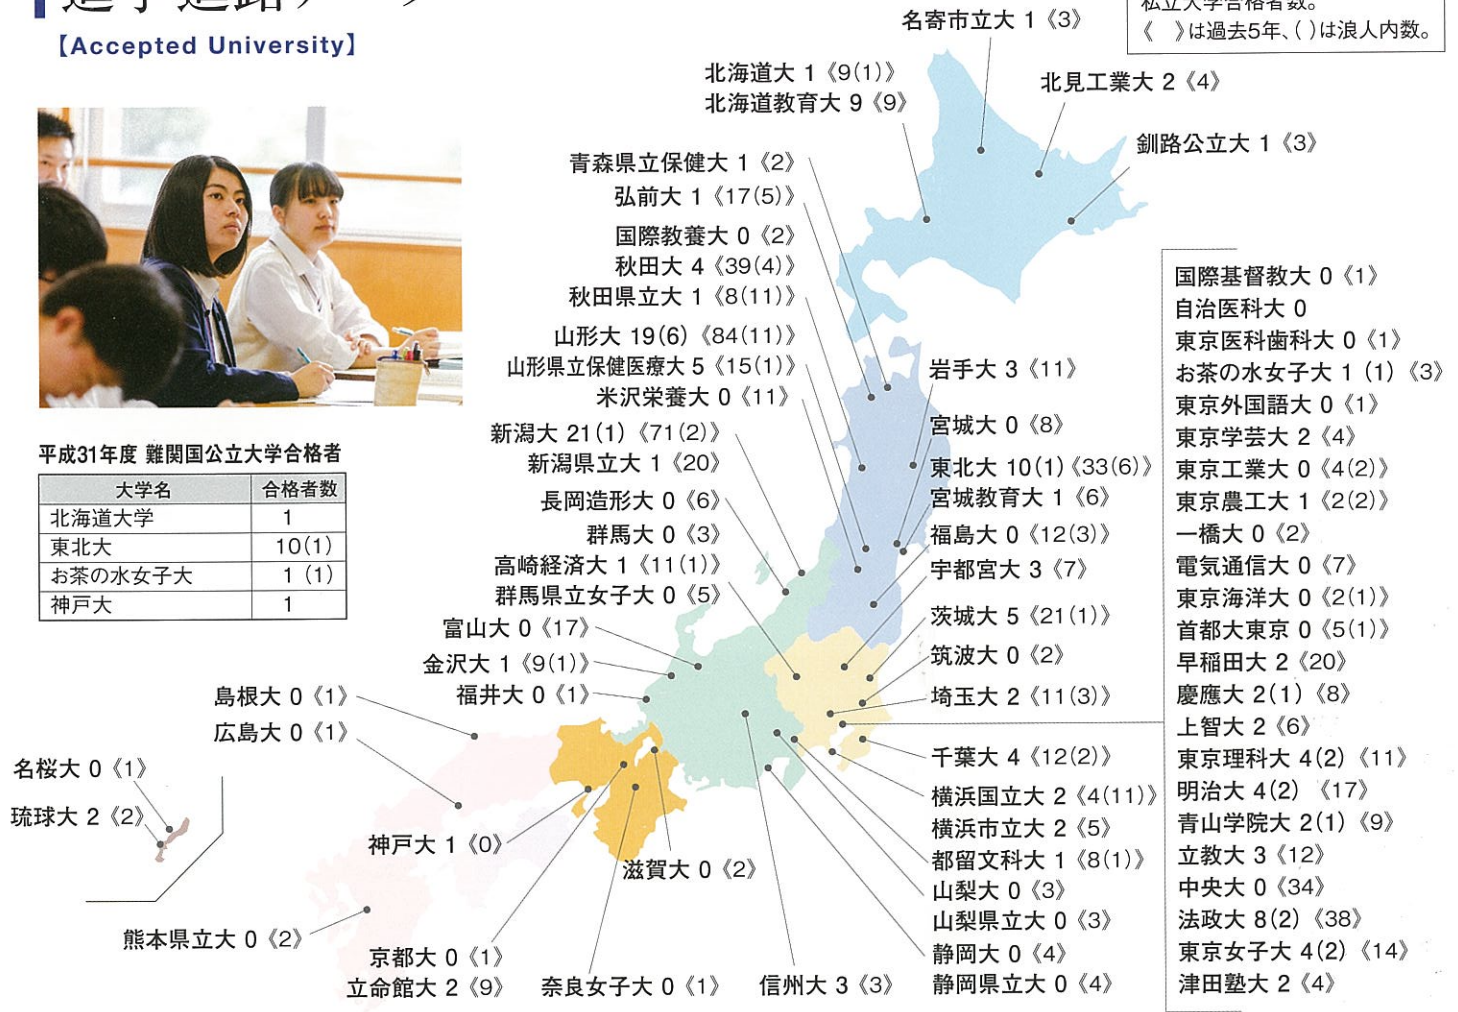 【Accepted University】
私立大学合格者数。
《　》は過去5年、( )は浪人内数。
名寄市立大 1《3》
北海道大 1《9(1)》
北海道教育大 9《9》
北見工業大 2《4》
釧路公立大 1《3》
青森県立保健大 1《2》
弘前大 1《17(5)》
国際教養大 0《2》
秋田大 4《39(4)》
秋田県立大 1《8(11)》
山形大 19(6)《84(11)》
山形県立保健医療大 5《15(1)》
米沢栄養大 0《11》
新潟大 21(1)《71(2)》
新潟県立大 1《20》
長岡造形大 0《6》
群馬大 0《3》
高崎経済大 1《11(1)》
群馬県立女子大 0《5》
富山大 0《17》
金沢大 1《9(1)》
福井大 0《1》
岩手大 3《11》
宮城大 0《8》
東北大 10(1)《33(6)》
宮城教育大 1《6》
福島大 0《12(3)》
宇都宮大 3《7》
茨城大 5《21(1)》
筑波大 0《2》
埼玉大 2《11(3)》
千葉大 4《12(2)》
横浜国立大 2《4(11)》
横浜市立大 2《5》
都留文科大 1《8(1)》
山梨大 0《3》
山梨県立大 0《3》
静岡大 0《4》
静岡県立大 0《4》
国際基督教大 0《1》
自治医科大 0
東京医科歯科大 0《1》
お茶の水女子大 1 (1)《3》
東京外国語大 0《1》
東京学芸大 2《4》
東京工業大 0《4(2)》
東京農工大 1《2(2)》
一橋大 0《2》
電気通信大 0《7》
東京海洋大 0《2(1)》
首都大東京 0《5(1)》
早稲田大 2《20》
慶應大 2(1)《8》
上智大 2《6》
東京理科大 4(2)《11》
明治大 4(2)《17》
青山学院大 2(1)《9》
立教大 3《12》
中央大 0《34》
法政大 8(2)《38》
東京女子大 4(2)《14》
津田塾大 2《4》
平成31年度 難関国公立大学合格者
大学名 合格者数
北海道大学 1
東北大 10(1)
お茶の水女子大 1 (1)
神戸大 1
島根大 0《1》
広島大 0《1》
名桜大 0《1》
琉球大 2《2》
神戸大 1《0》
滋賀大 0《2》
熊本県立大 0《2》
京都大 0《1》
立命館大 2《9》
奈良女子大 0《1》
信州大 3《3》